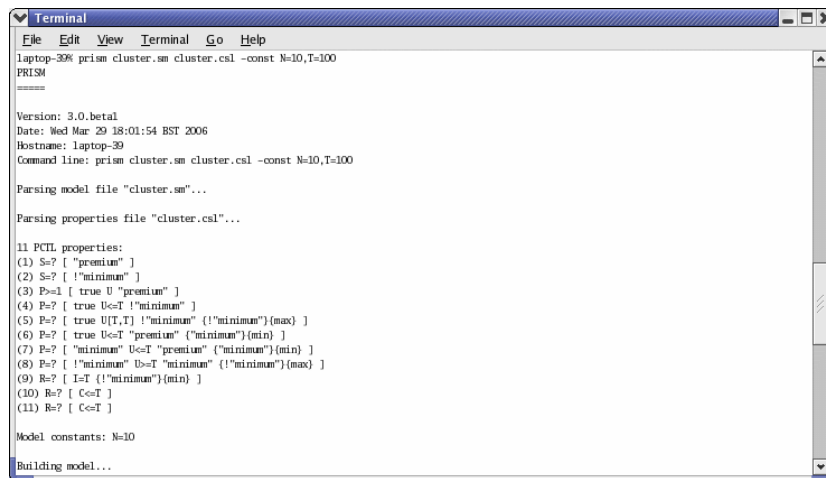 Terminal
File Edit View Terminal Go Help
laptop-39% prism cluster.sm cluster.csl -const N=10,T=100
PRISM
=====
Version: 3.0.beta1
Date: Wed Mar 29 18:01:54 BST 2006
Hostname: laptop-39
Command line: prism cluster.sm cluster.csl -const N=10,T=100
Parsing model file "cluster.sm"...
Parsing properties file "cluster.csl"...
11 PCTL properties:
(1) S=? [ "premium" ]
(2) S=? [ !"minimum" ]
(3) P>=1 [ true U "premium" ]
(4) P=? [ true U<=T !"minimum" ]
(5) P=? [ true U[T,T] !"minimum" {!"minimum"}{max} ]
(6) P=? [ true U<=T "premium" {"minimum"}{min} ]
(7) P=? [ "minimum" U<=T "premium" {"minimum"}{min} ]
(8) P=? [ !"minimum" U>=T "minimum" {!"minimum"}{max} ]
(9) R=? [ I=T {!"minimum"}{min} ]
(10) R=? [ C<=T ]
(11) R=? [ C<=T ]
Model constants: N=10
Building model...